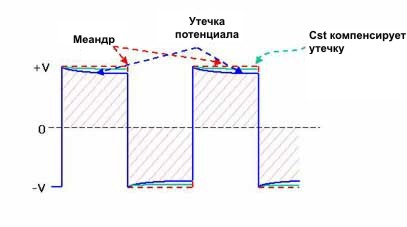 Утечка
потенциала
Меандр
Cst компенсирует
утечку
+V
0
-V